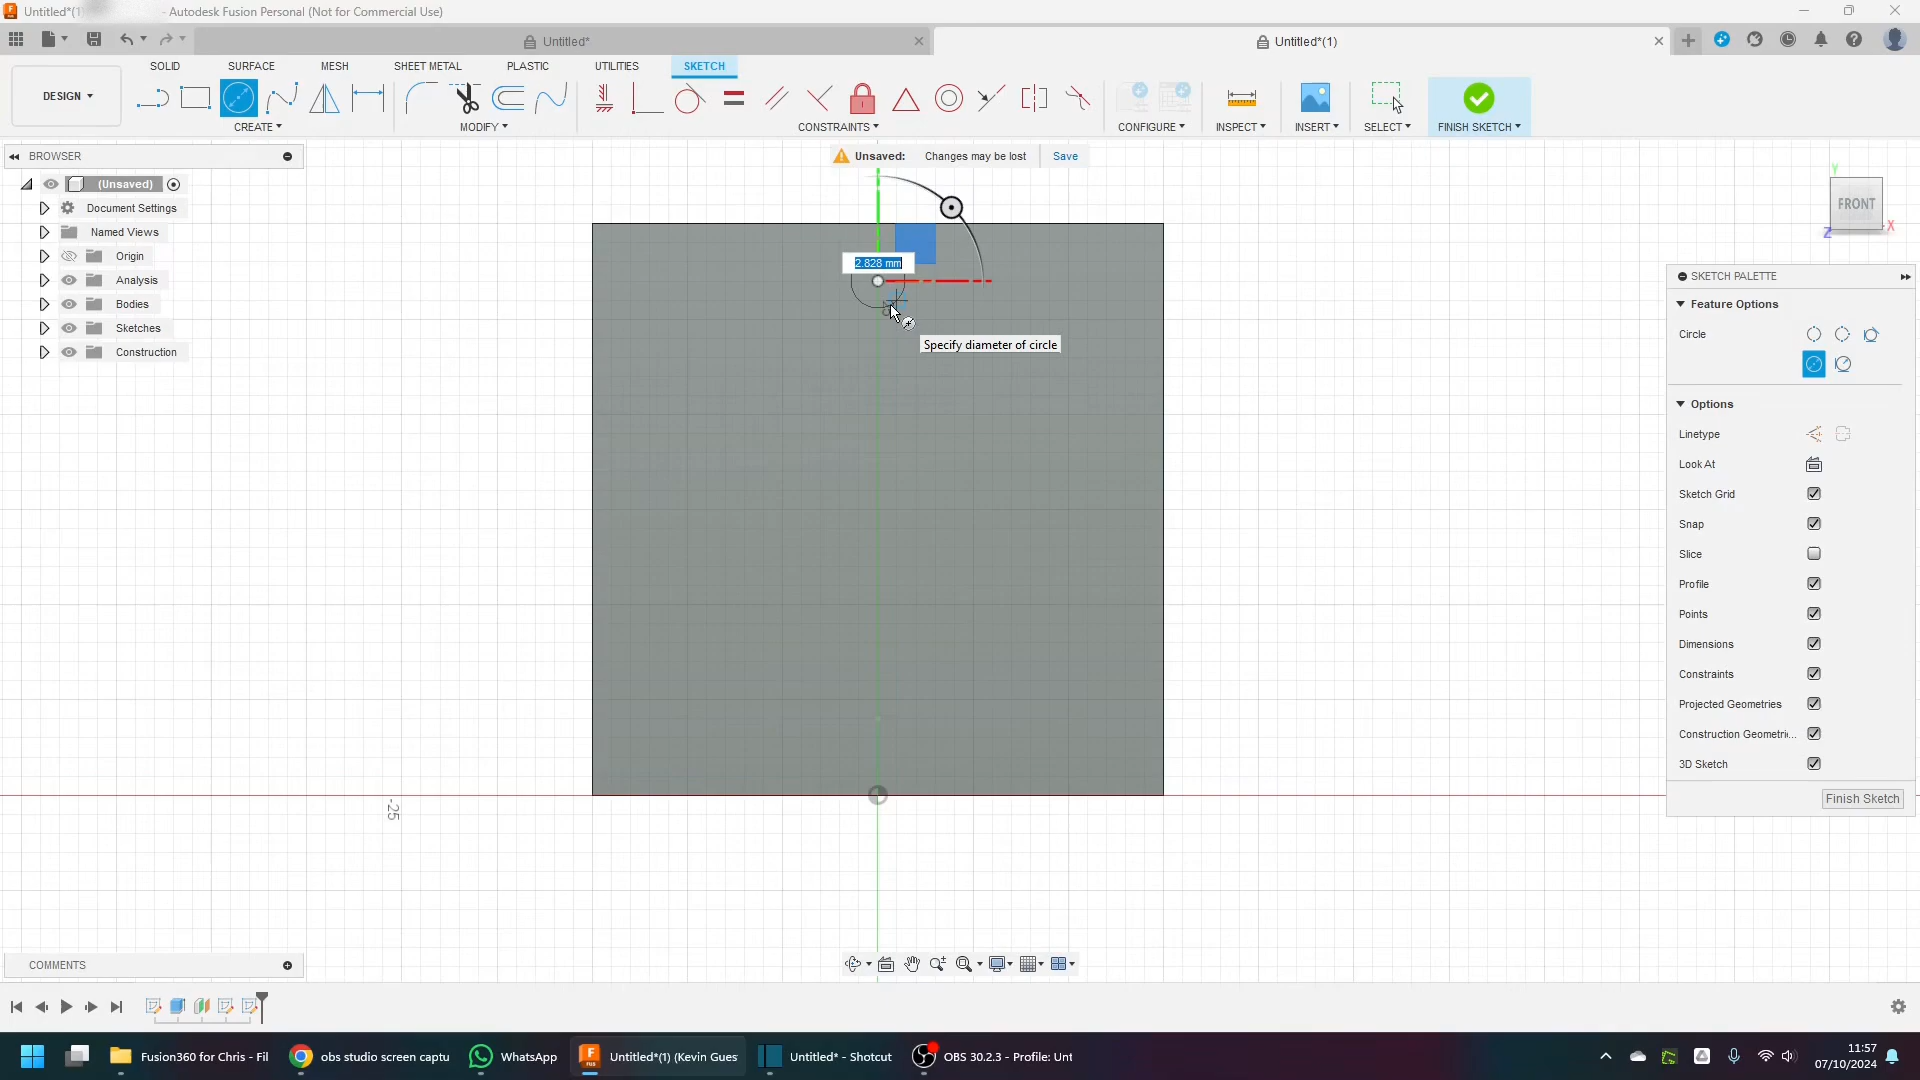 Untitled*(1
- Autodesk Fusion Personal (Not for Commercial Use)
Untitled*
Untitled*(1)
DESIGN
SOLID
SURFACE
MESH
SHEET METAL
PLASTIC
UTILITIES
SKETCH
CREATE
MODIFY
CONSTRAINTS
CONFIGURE
INSPECT
INSERT
SELECT
FINISH SKETCH
BROWSER
Unsaved: Changes may be lost Save
(Unsaved)
Document Settings
Named Views
Origin
Analysis
Bodies
Sketches
Construction
2.828 mm
Specify diameter of circle
-25
Y
FRONT
X
Z
SKETCH PALETTE
Feature Options
Circle
Options
Linetype
Look At
Sketch Grid
Snap
Slice
Profile
Points
Dimensions
Constraints
Projected Geometries
Construction Geometri...
3D Sketch
Finish Sketch
COMMENTS
Fusion360 for Chris - Fil
obs studio screen captu
WhatsApp
Untitled*(1) (Kevin Gues
Untitled* - Shotcut
OBS 30.2.3 - Profile: Unt
11:57
07/10/2024